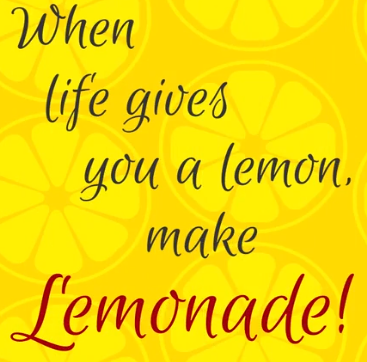 When
life gives
you a lemon,
make
Lemonade!